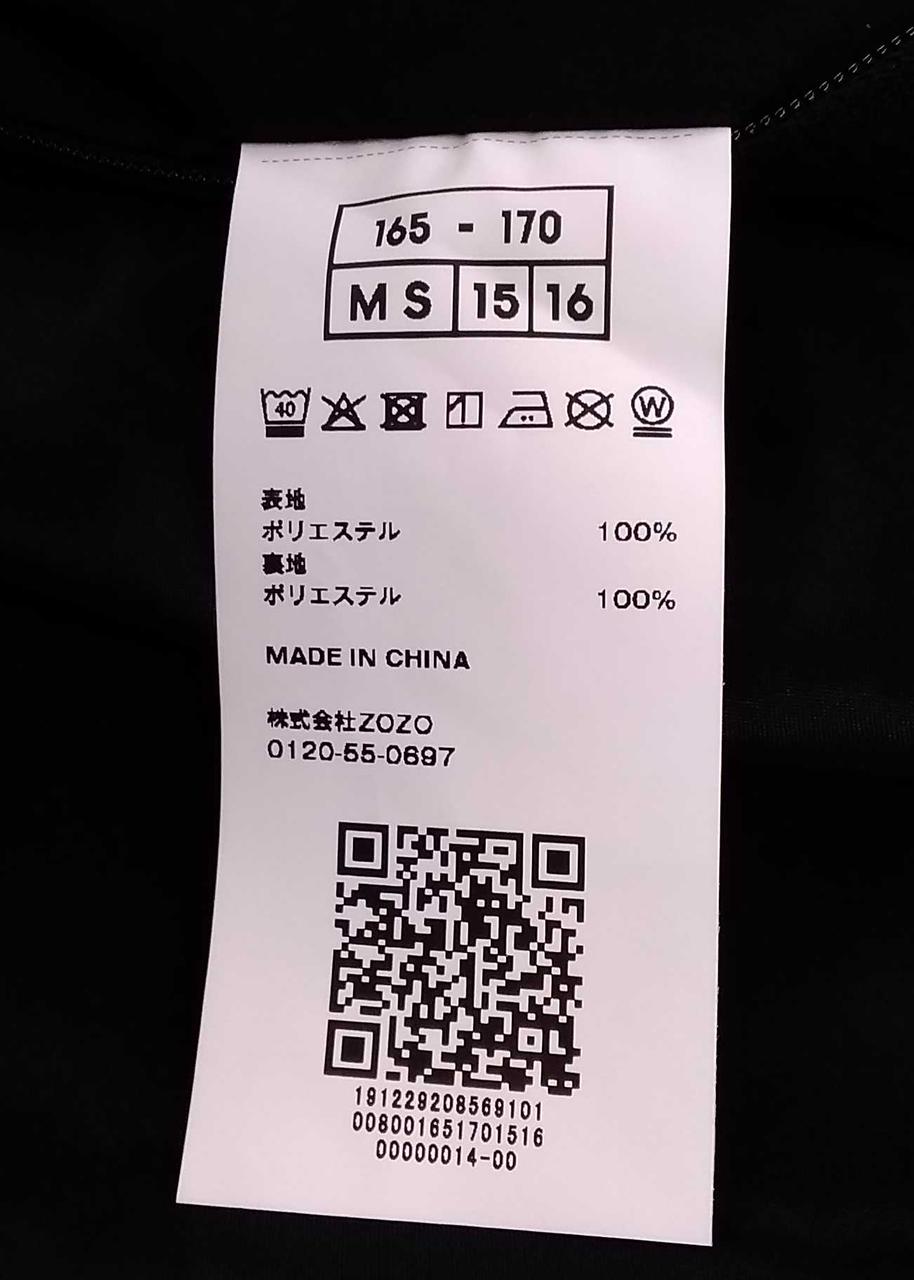 165 - 170
M S 15 16
40 W
表地
ポリエステル 100%
裏地
ポリエステル 100%
MADE IN CHINA
株式会社ZOZO
0120-55-0697
191229208569101
008001651701516
00000014-00